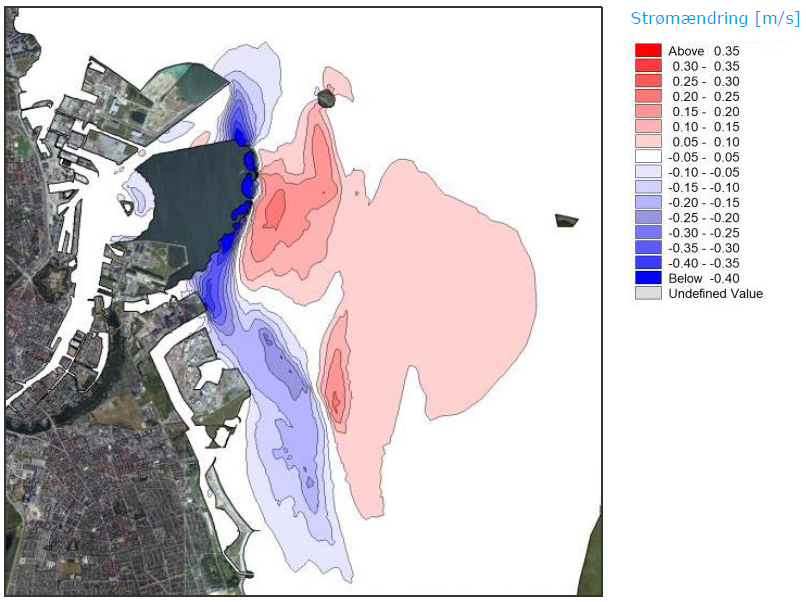 Strømændring [m/s]
Above 0.35
0.30 - 0.35
0.25 - 0.30
0.20 - 0.25
0.15 - 0.20
0.10 - 0.15
0.05 - 0.10
-0.05 - 0.05
-0.10 - -0.05
-0.15 - -0.10
-0.20 - -0.15
-0.25 - -0.20
-0.30 - -0.25
-0.35 - -0.30
-0.40 - -0.35
Below -0.40
Undefined Value